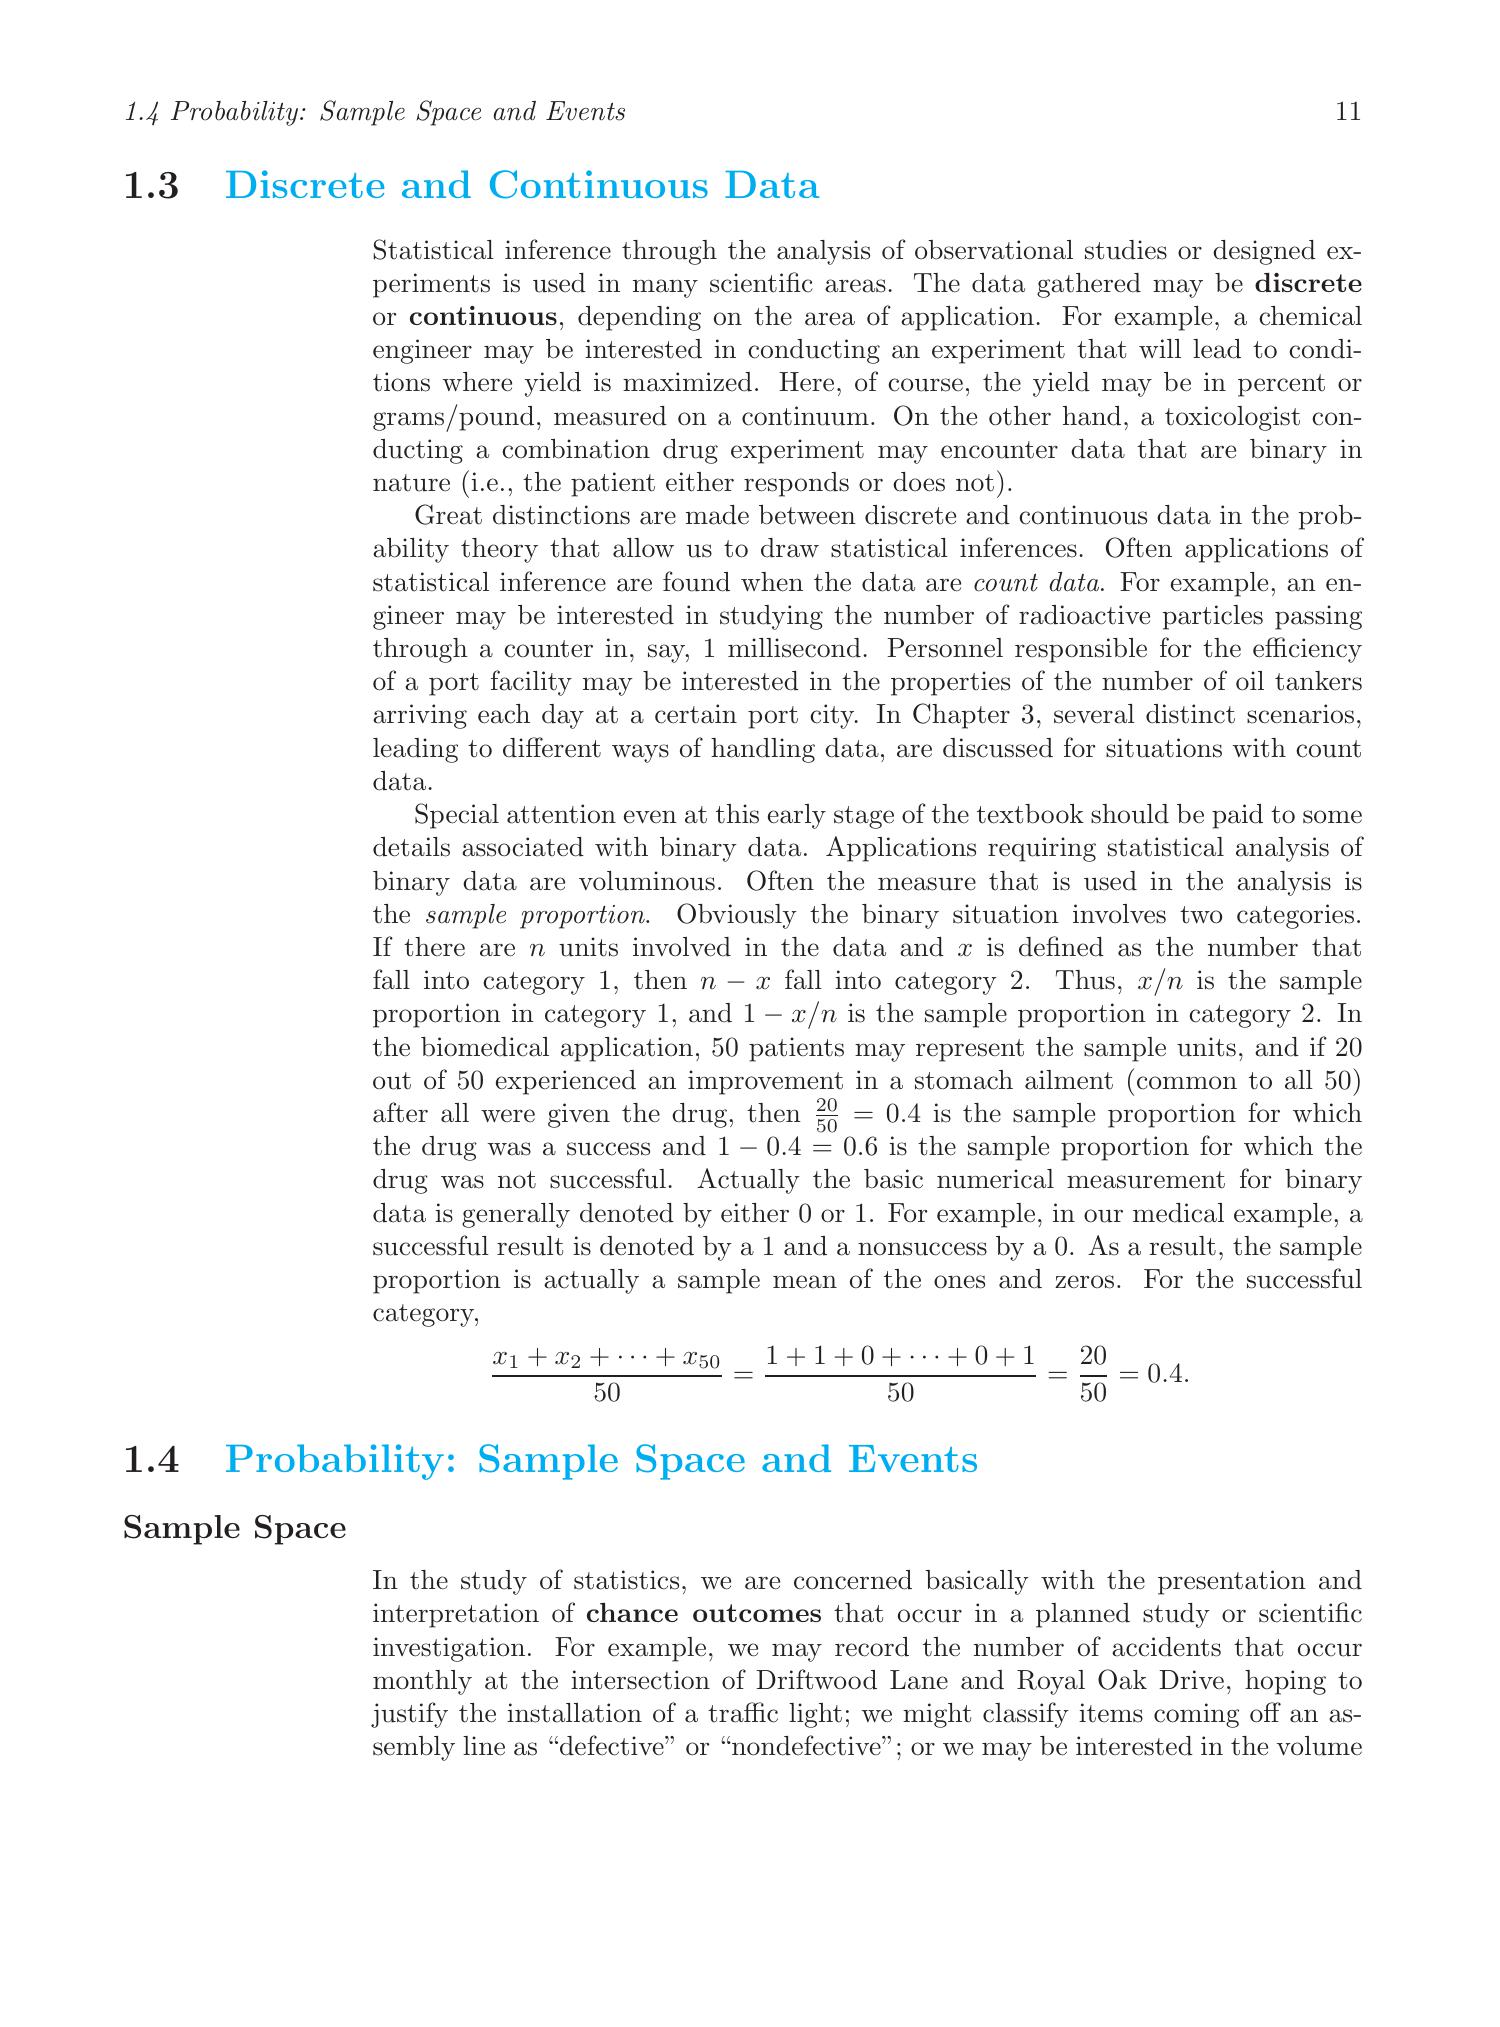 1.4 Probability: Sample Space and Events 11
1.3 Discrete and Continuous Data
Statistical inference through the analysis of observational studies or designed ex-
periments is used in many scientific areas. The data gathered may be discrete
or continuous, depending on the area of application. For example, a chemical
engineer may be interested in conducting an experiment that will lead to condi-
tions where yield is maximized. Here, of course, the yield may be in percent or
grams/pound, measured on a continuum. On the other hand, a toxicologist con-
ducting a combination drug experiment may encounter data that are binary in
nature (i.e., the patient either responds or does not).
Great distinctions are made between discrete and continuous data in the prob-
ability theory that allow us to draw statistical inferences. Often applications of
statistical inference are found when the data are count data. For example, an en-
gineer may be interested in studying the number of radioactive particles passing
through a counter in, say, 1 millisecond. Personnel responsible for the efficiency
of a port facility may be interested in the properties of the number of oil tankers
arriving each day at a certain port city. In Chapter 3, several distinct scenarios,
leading to different ways of handling data, are discussed for situations with count
data.
Special attention even at this early stage of the textbook should be paid to some
details associated with binary data. Applications requiring statistical analysis of
binary data are voluminous. Often the measure that is used in the analysis is
the sample proportion. Obviously the binary situation involves two categories.
If there are n units involved in the data and x is defined as the number that
fall into category 1, then n − x fall into category 2. Thus, x/n is the sample
proportion in category 1, and 1 − x/n is the sample proportion in category 2. In
the biomedical application, 50 patients may represent the sample units, and if 20
out of 50 experienced an improvement in a stomach ailment (common to all 50)
after all were given the drug, then 20/50 = 0.4 is the sample proportion for which
the drug was a success and 1 − 0.4 = 0.6 is the sample proportion for which the
drug was not successful. Actually the basic numerical measurement for binary
data is generally denoted by either 0 or 1. For example, in our medical example, a
successful result is denoted by a 1 and a nonsuccess by a 0. As a result, the sample
proportion is actually a sample mean of the ones and zeros. For the successful
category,
(x₁ + x₂ + ⋯ + x₅₀)/50 = (1 + 1 + 0 + ⋯ + 0 + 1)/50 = 20/50 = 0.4.
1.4 Probability: Sample Space and Events
Sample Space
In the study of statistics, we are concerned basically with the presentation and
interpretation of chance outcomes that occur in a planned study or scientific
investigation. For example, we may record the number of accidents that occur
monthly at the intersection of Driftwood Lane and Royal Oak Drive, hoping to
justify the installation of a traffic light; we might classify items coming off an as-
sembly line as “defective” or “nondefective”; or we may be interested in the volume